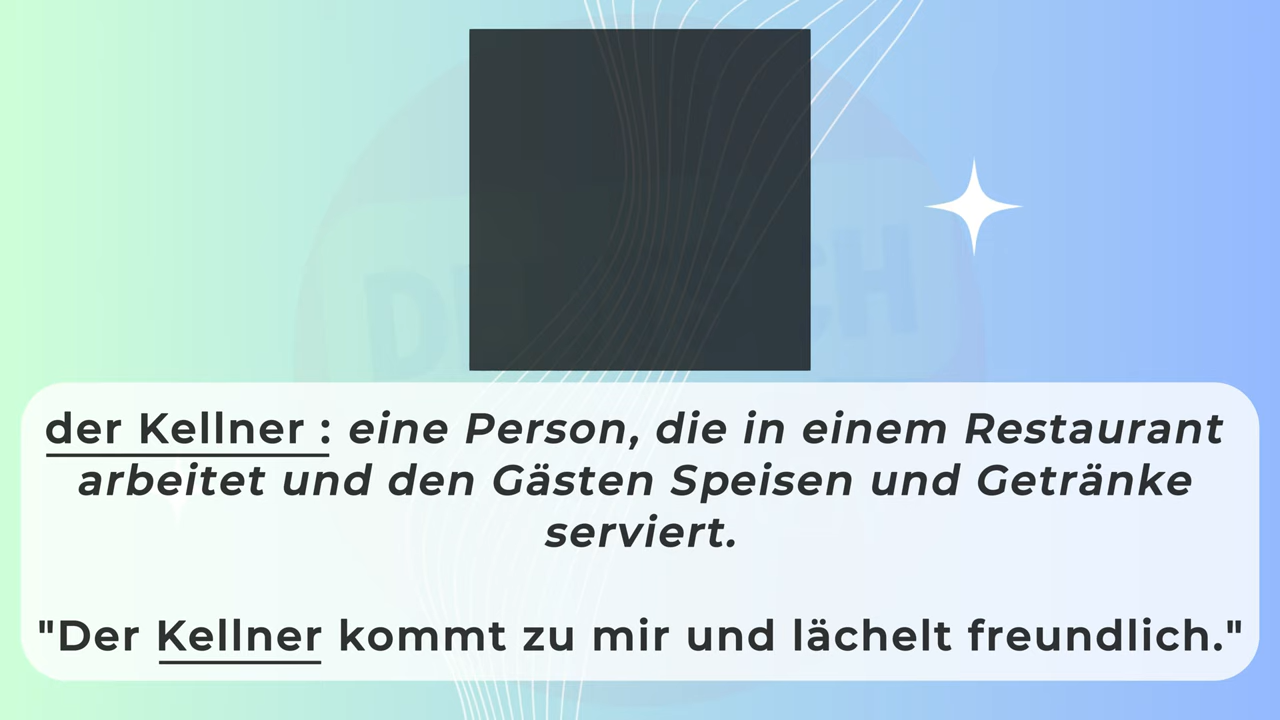 der Kellner : eine Person, die in einem Restaurant
arbeitet und den Gästen Speisen und Getränke
serviert.
"Der Kellner kommt zu mir und lächelt freundlich."